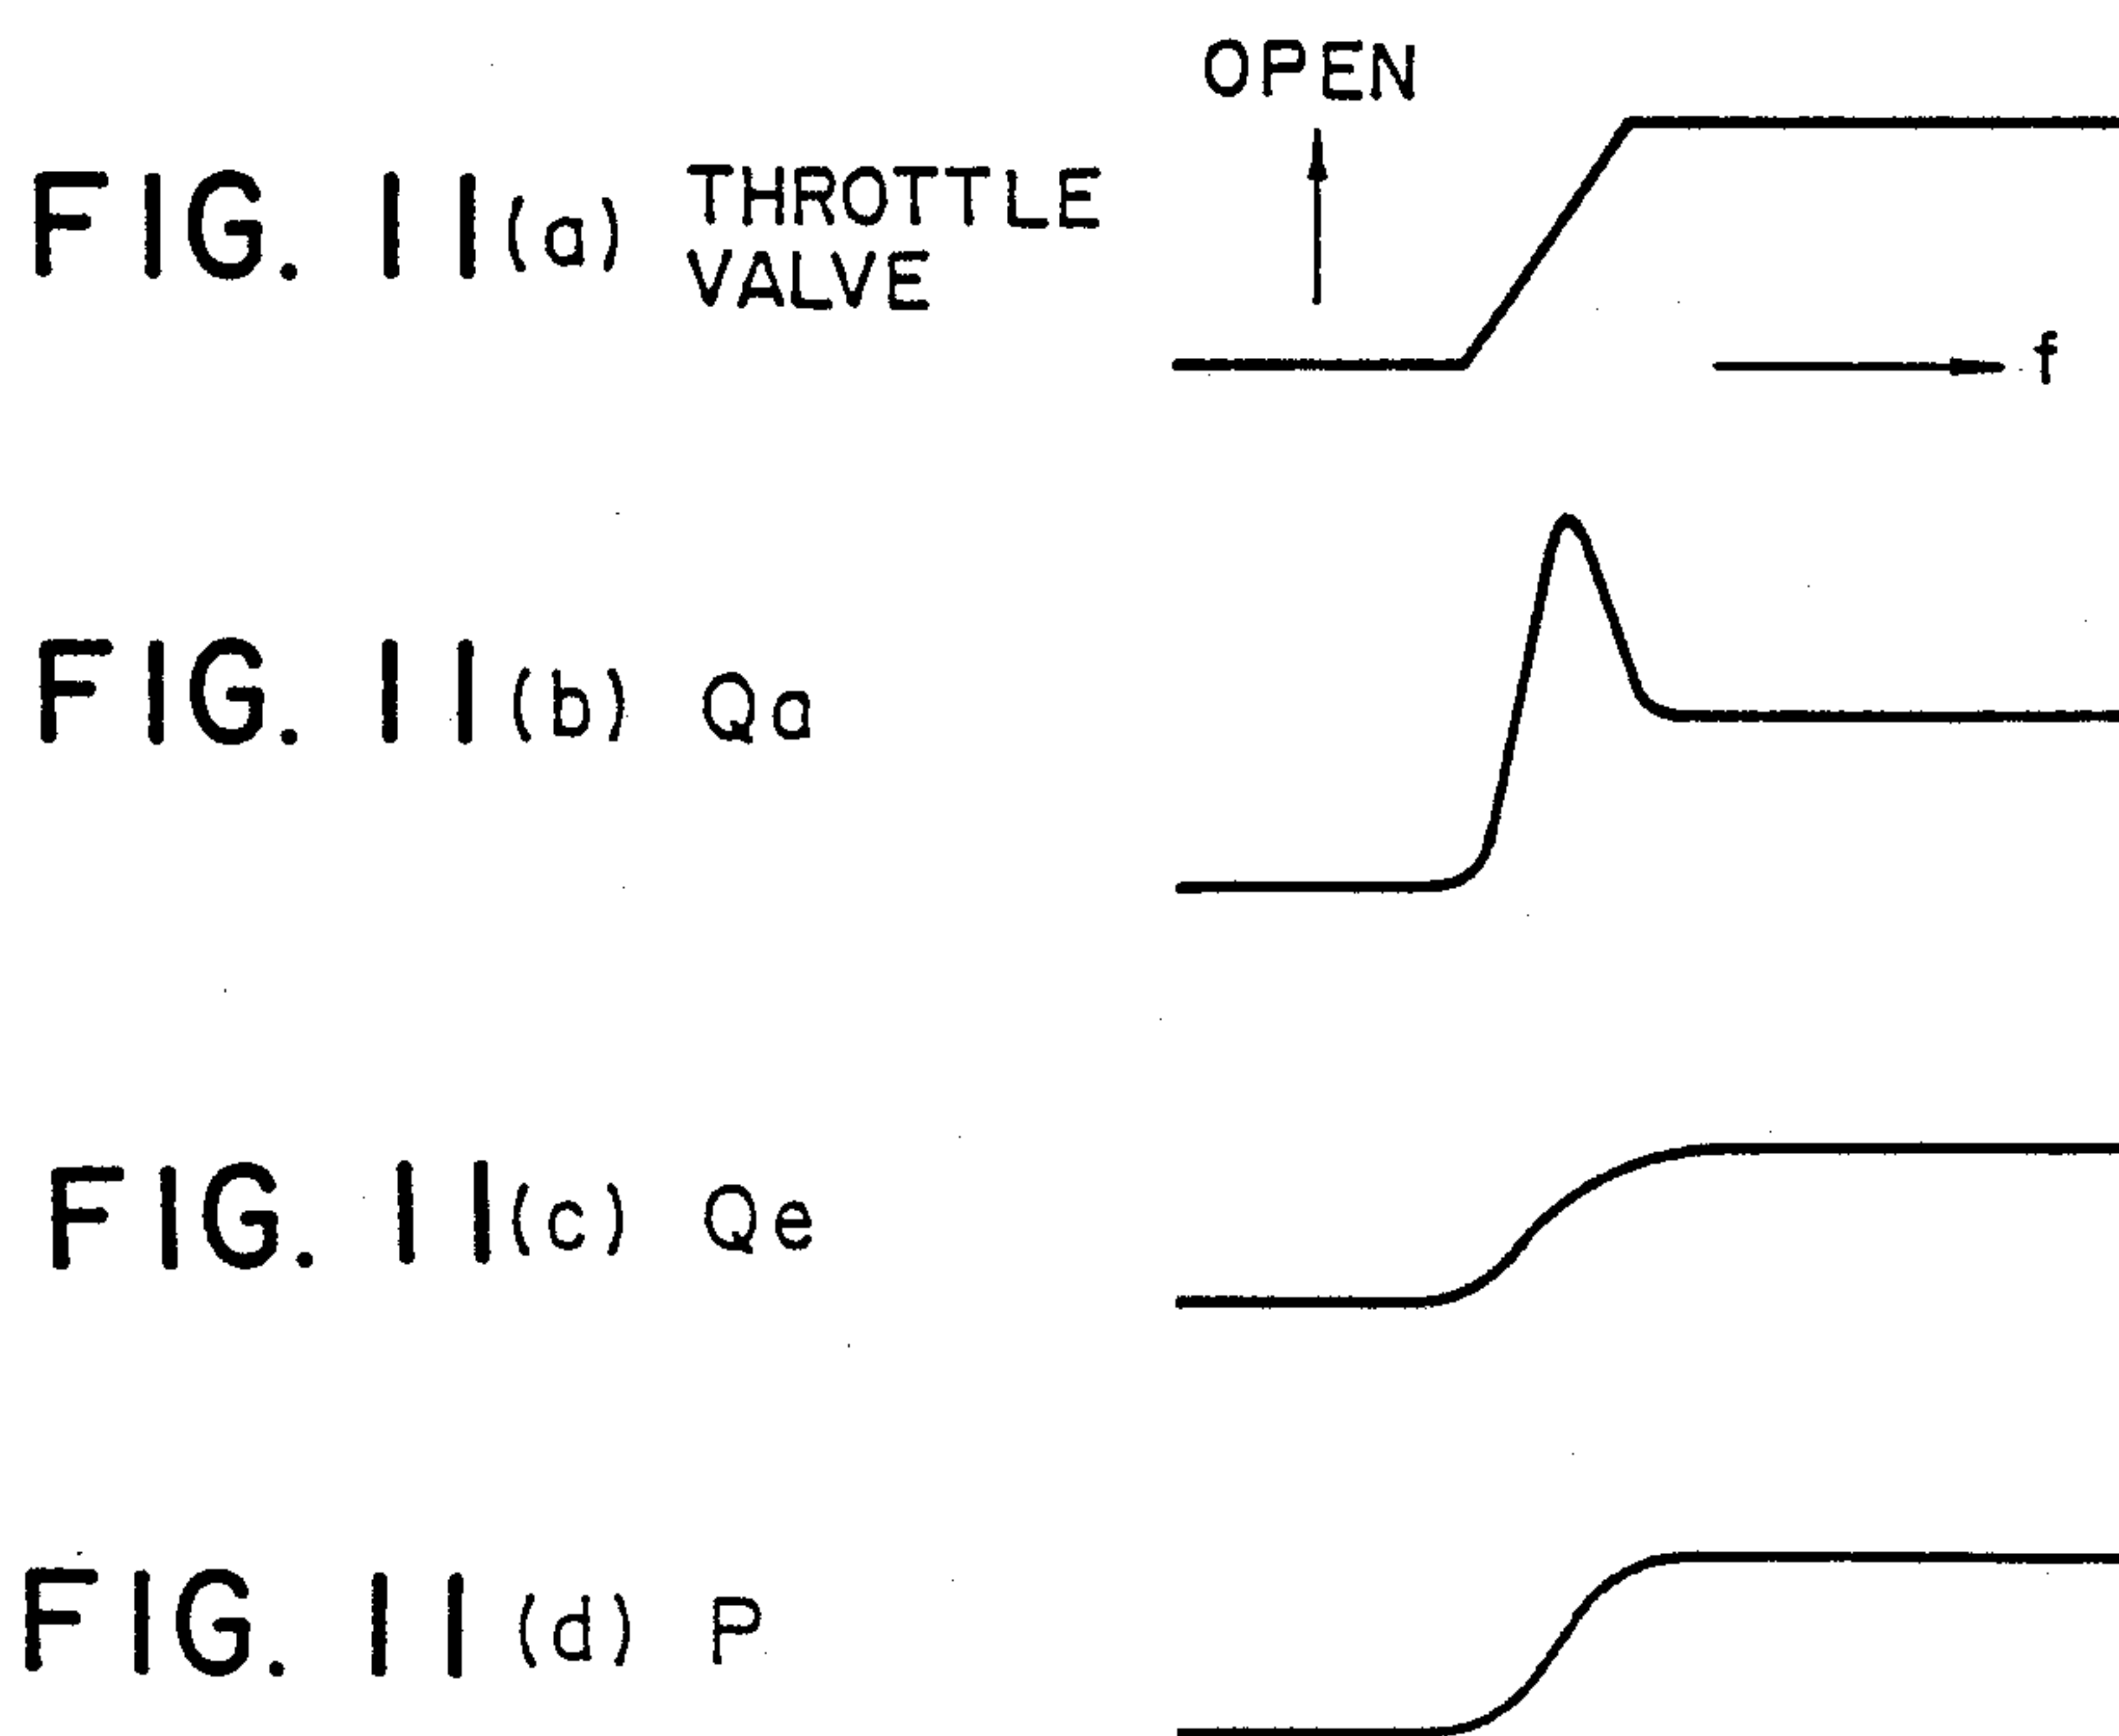 OPEN
FIG. 11(a) THROTTLE
VALVE
f
FIG. 11(b) Qa
FIG. 11(c) Qe
FIG. 11(d) P